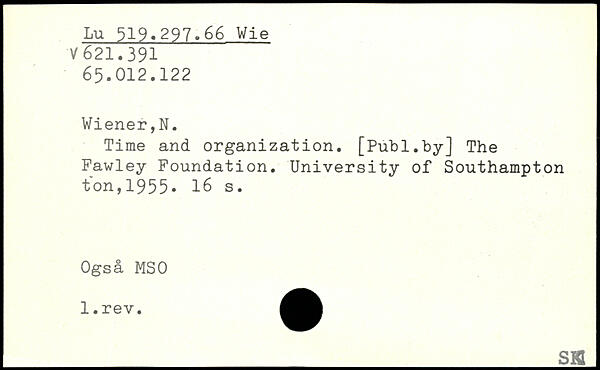 Lu 519.297.66 Wie
V 621.391
65.012.122
Wiener,N.
Time and organization. [Publ.by] The
Fawley Foundation. University of Southampton
ton,1955. 16 s.
Også MSO
1.rev.